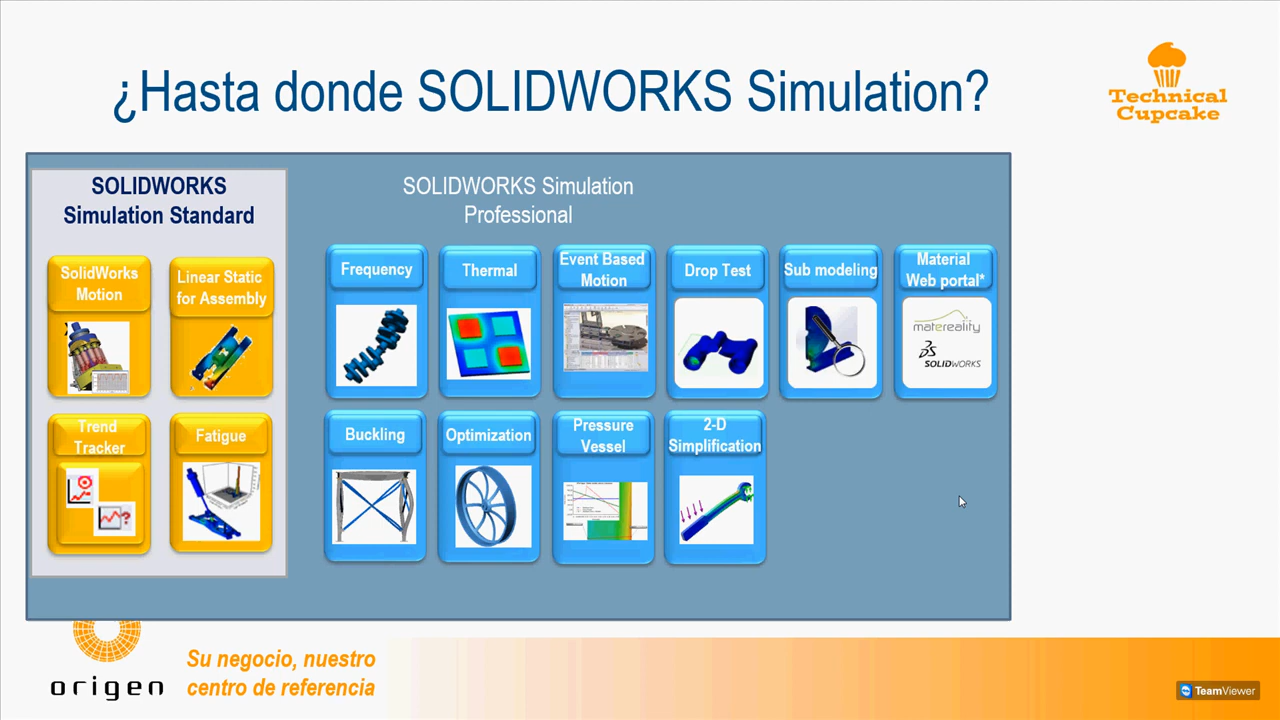 ¿Hasta donde SOLIDWORKS Simulation?
Technical
Cupcake
SOLIDWORKS
Simulation Standard
SolidWorks
Motion
Linear Static
for Assembly
Trend
Tracker
Fatigue
SOLIDWORKS Simulation
Professional
Frequency
Thermal
Event Based
Motion
Drop Test
Sub modeling
Material
Web portal*
matereality
SOLIDWORKS
Buckling
Optimization
Pressure
Vessel
2-D
Simplification
origen
Su negocio, nuestro
centro de referencia
TeamViewer